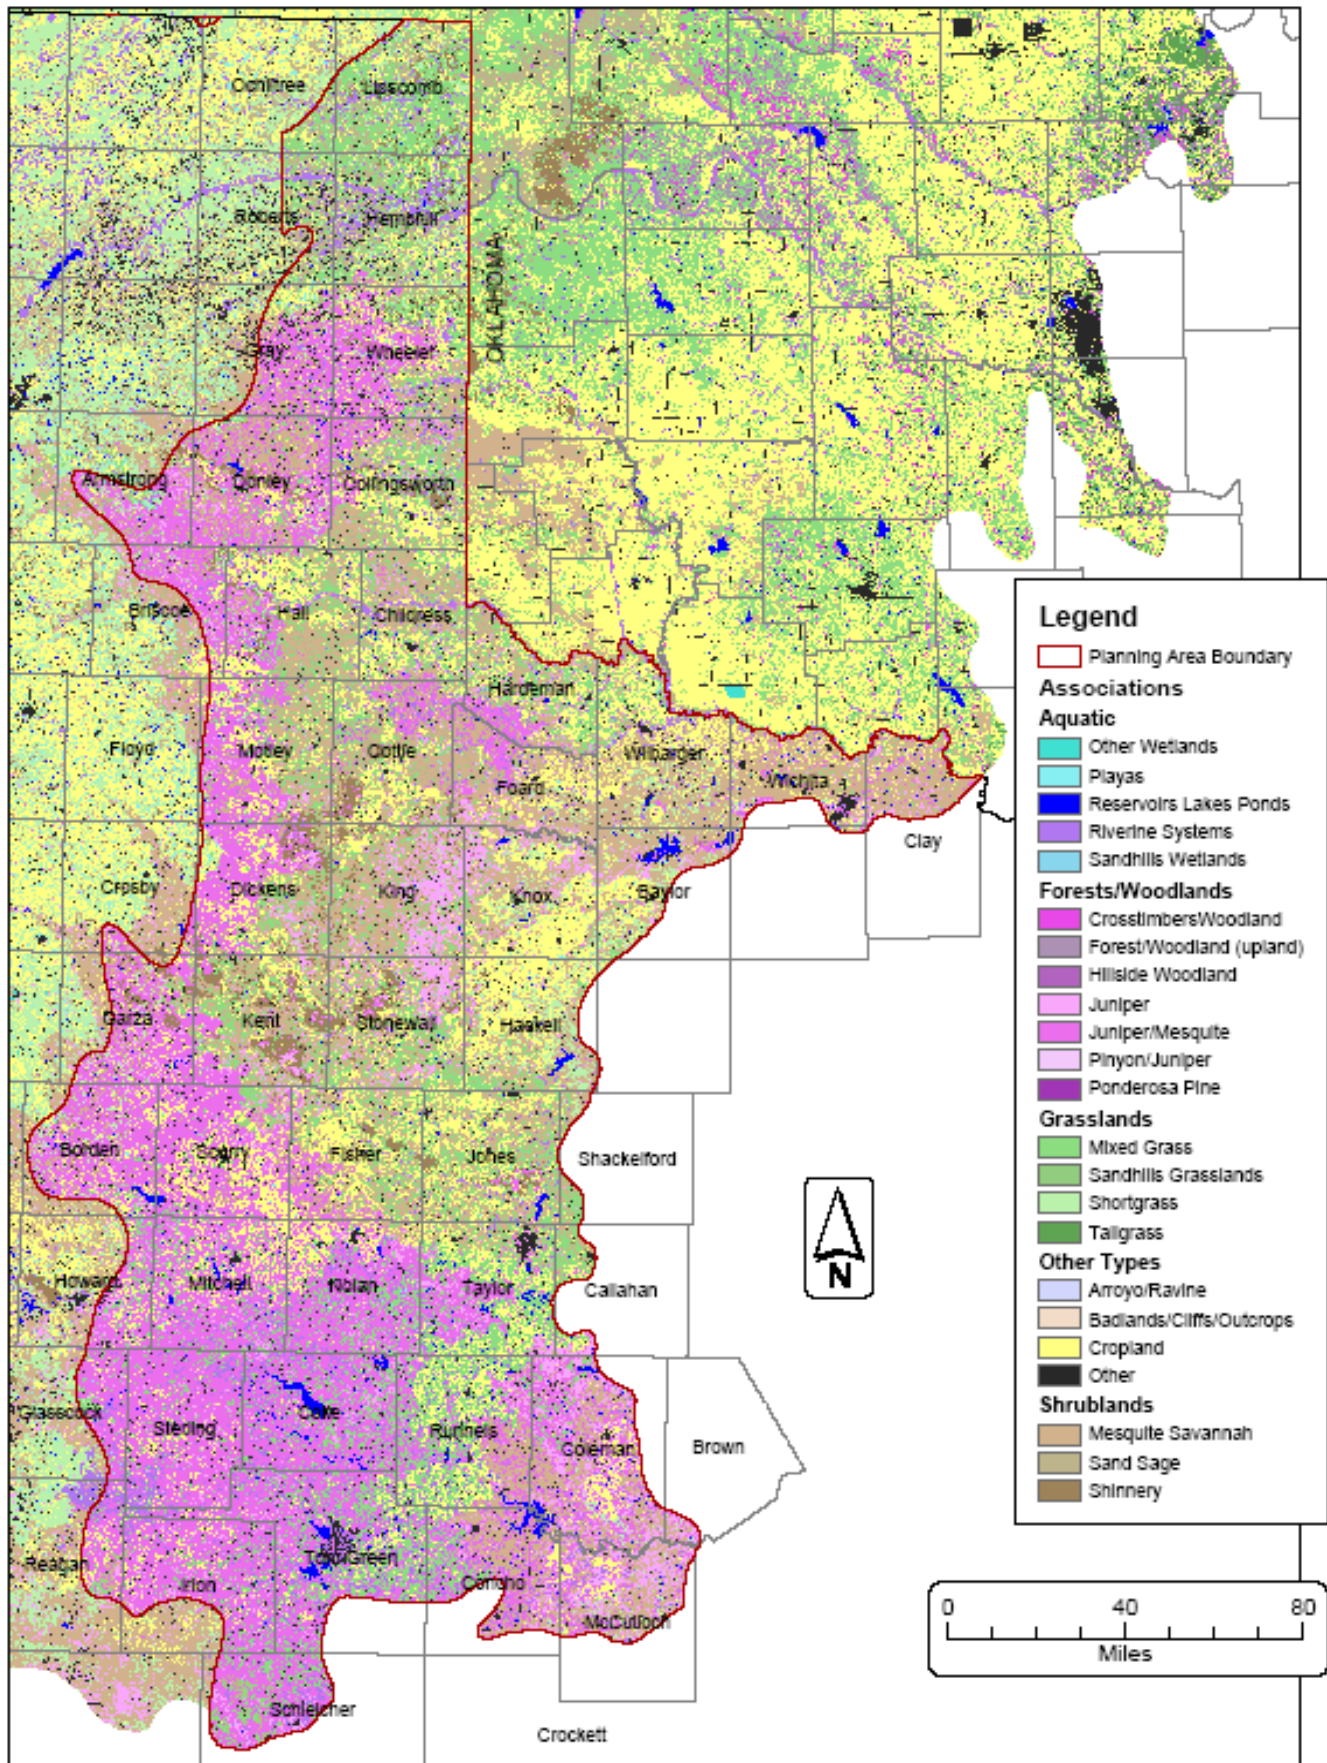 Ochiltree
Lipscomb
Roberts
Hemphill
OKLAHOMA
Gray
Wheeler
Armstrong
Donley
Collingsworth
Briscoe
Hall
Childress
Hardeman
Floyd
Motley
Cottle
Wilbarger
Foard
Wichita
Clay
Crosby
Dickens
King
Knox
Baylor
Garza
Kent
Stonewall
Haskell
Borden
Scurry
Fisher
Jones
Shackelford
Howard
Mitchell
Nolan
Taylor
Callahan
Glasscock
Sterling
Coke
Runnels
Coleman
Brown
Reagan
Irion
Tom Green
Concho
McCulloch
Schleicher
Crockett
N
Legend
Planning Area Boundary
Associations
Aquatic
Other Wetlands
Playas
Reservoirs Lakes Ponds
Riverine Systems
Sandhills Wetlands
Forests/Woodlands
CrosstimbersWoodland
Forest/Woodland (upland)
Hillside Woodland
Juniper
Juniper/Mesquite
Pinyon/Juniper
Ponderosa Pine
Grasslands
Mixed Grass
Sandhills Grasslands
Shortgrass
Tallgrass
Other Types
Arroyo/Ravine
Badlands/Cliffs/Outcrops
Cropland
Other
Shrublands
Mesquite Savannah
Sand Sage
Shinnery
0 40 80
Miles